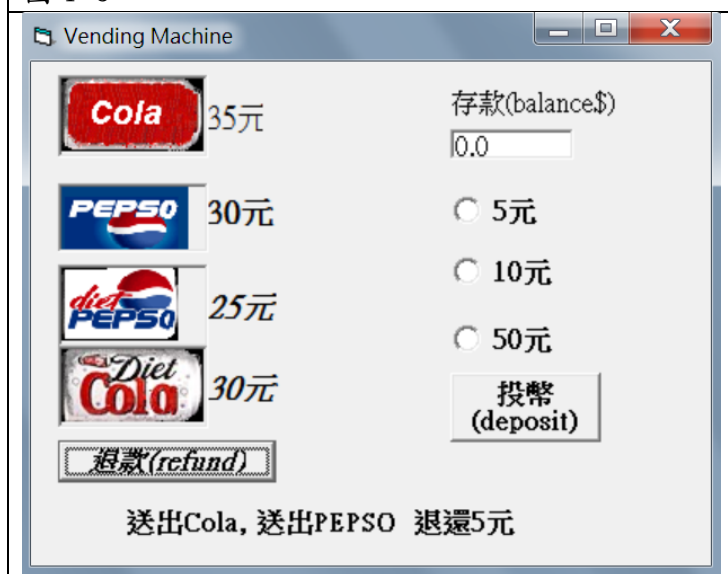 Vending Machine
Cola 35元
PEPSO 30元
diet PEPSO 25元
Diet Cola 30元
退款(refund)
存款(balance$)
0.0
5元
10元
50元
投幣
(deposit)
送出Cola, 送出PEPSO 退還5元